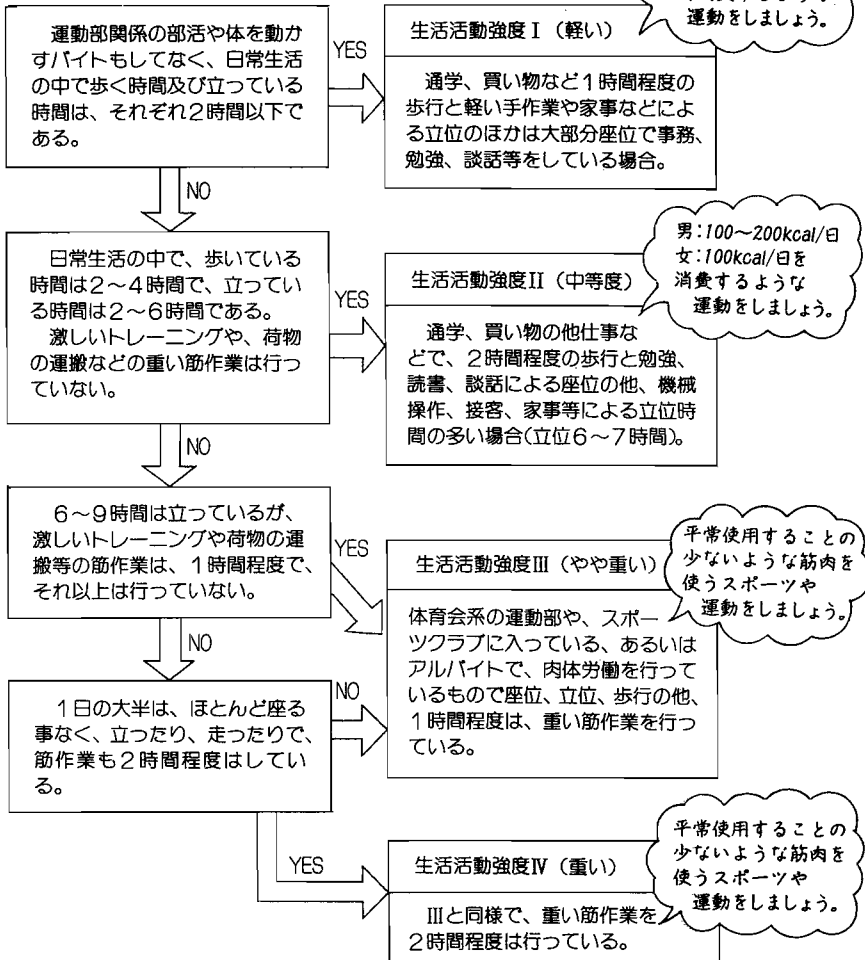 運動部関係の部活や体を動か
すバイトもしてなく、日常生活
の中で歩く時間及び立っている
時間は、それぞれ2時間以下で
ある。
YES
生活活動強度Ⅰ（軽い）
運動をしましょう。
通学、買い物など1時間程度の
歩行と軽い手作業や家事などによ
る立位のほかは大部分座位で事務、
勉強、談話等をしている場合。
NO
日常生活の中で、歩いている
時間は2～4時間で、立ってい
る時間は2～6時間である。
激しいトレーニングや、荷物
の運搬などの重い筋作業は行っ
ていない。
YES
生活活動強度Ⅱ（中等度）
男:100～200kcal/日
女:100kcal/日を
消費するような
運動をしましょう。
通学、買い物の他仕事な
どで、2時間程度の歩行と勉強、
読書、談話による座位の他、機械
操作、接客、家事等による立位時
間の多い場合(立位6～7時間)。
NO
6～9時間は立っているが、
激しいトレーニングや荷物の運
搬等の筋作業は、1時間程度で、
それ以上は行っていない。
YES
生活活動強度Ⅲ（やや重い）
平常使用することの
少ないような筋肉を
使うスポーツや
運動をしましょう。
体育会系の運動部や、スポー
ツクラブに入っている、あるいは
アルバイトで、肉体労働を行って
いるもので座位、立位、歩行の他、
1時間程度は、重い筋作業を行っ
ている。
NO
1日の大半は、ほとんど座る
事なく、立ったり、走ったりで、
筋作業も2時間程度はしてい
る。
NO
YES
生活活動強度Ⅳ（重い）
平常使用することの
少ないような筋肉を
使うスポーツや
運動をしましょう。
Ⅲと同様で、重い筋作業を
2時間程度は行っている。